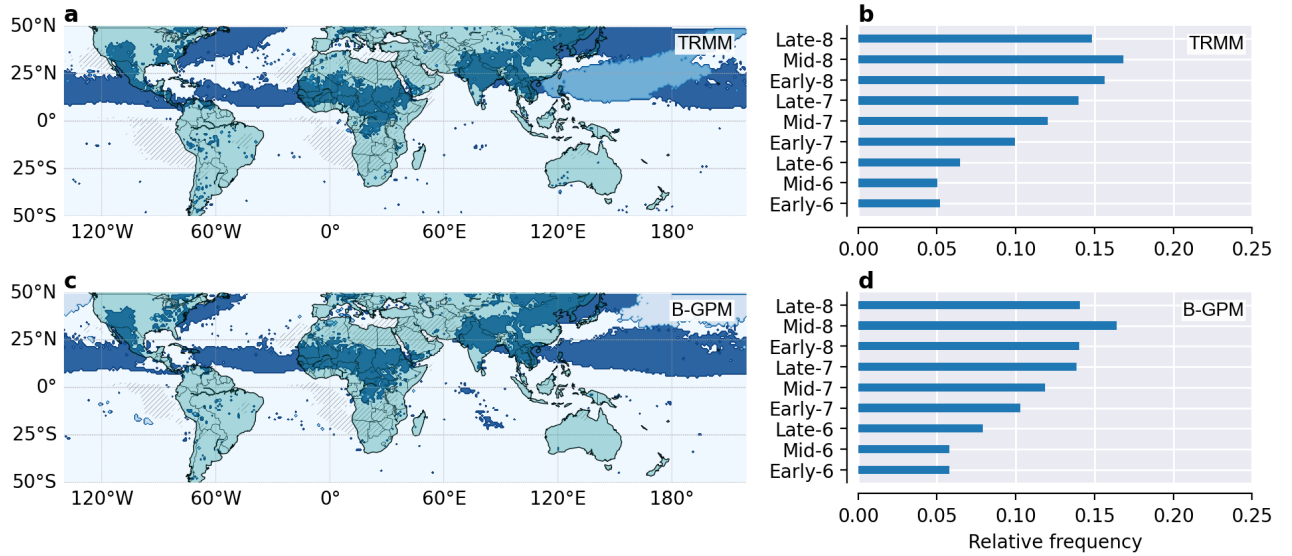 a
50°N
25°N
0°
25°S
50°S
TRMM
120°W 60°W 0° 60°E 120°E 180°
b
TRMM
Late-8
Mid-8
Early-8
Late-7
Mid-7
Early-7
Late-6
Mid-6
Early-6
0.00 0.05 0.10 0.15 0.20 0.25
c
50°N
25°N
0°
25°S
50°S
B-GPM
120°W 60°W 0° 60°E 120°E 180°
d
B-GPM
Late-8
Mid-8
Early-8
Late-7
Mid-7
Early-7
Late-6
Mid-6
Early-6
0.00 0.05 0.10 0.15 0.20 0.25
Relative frequency